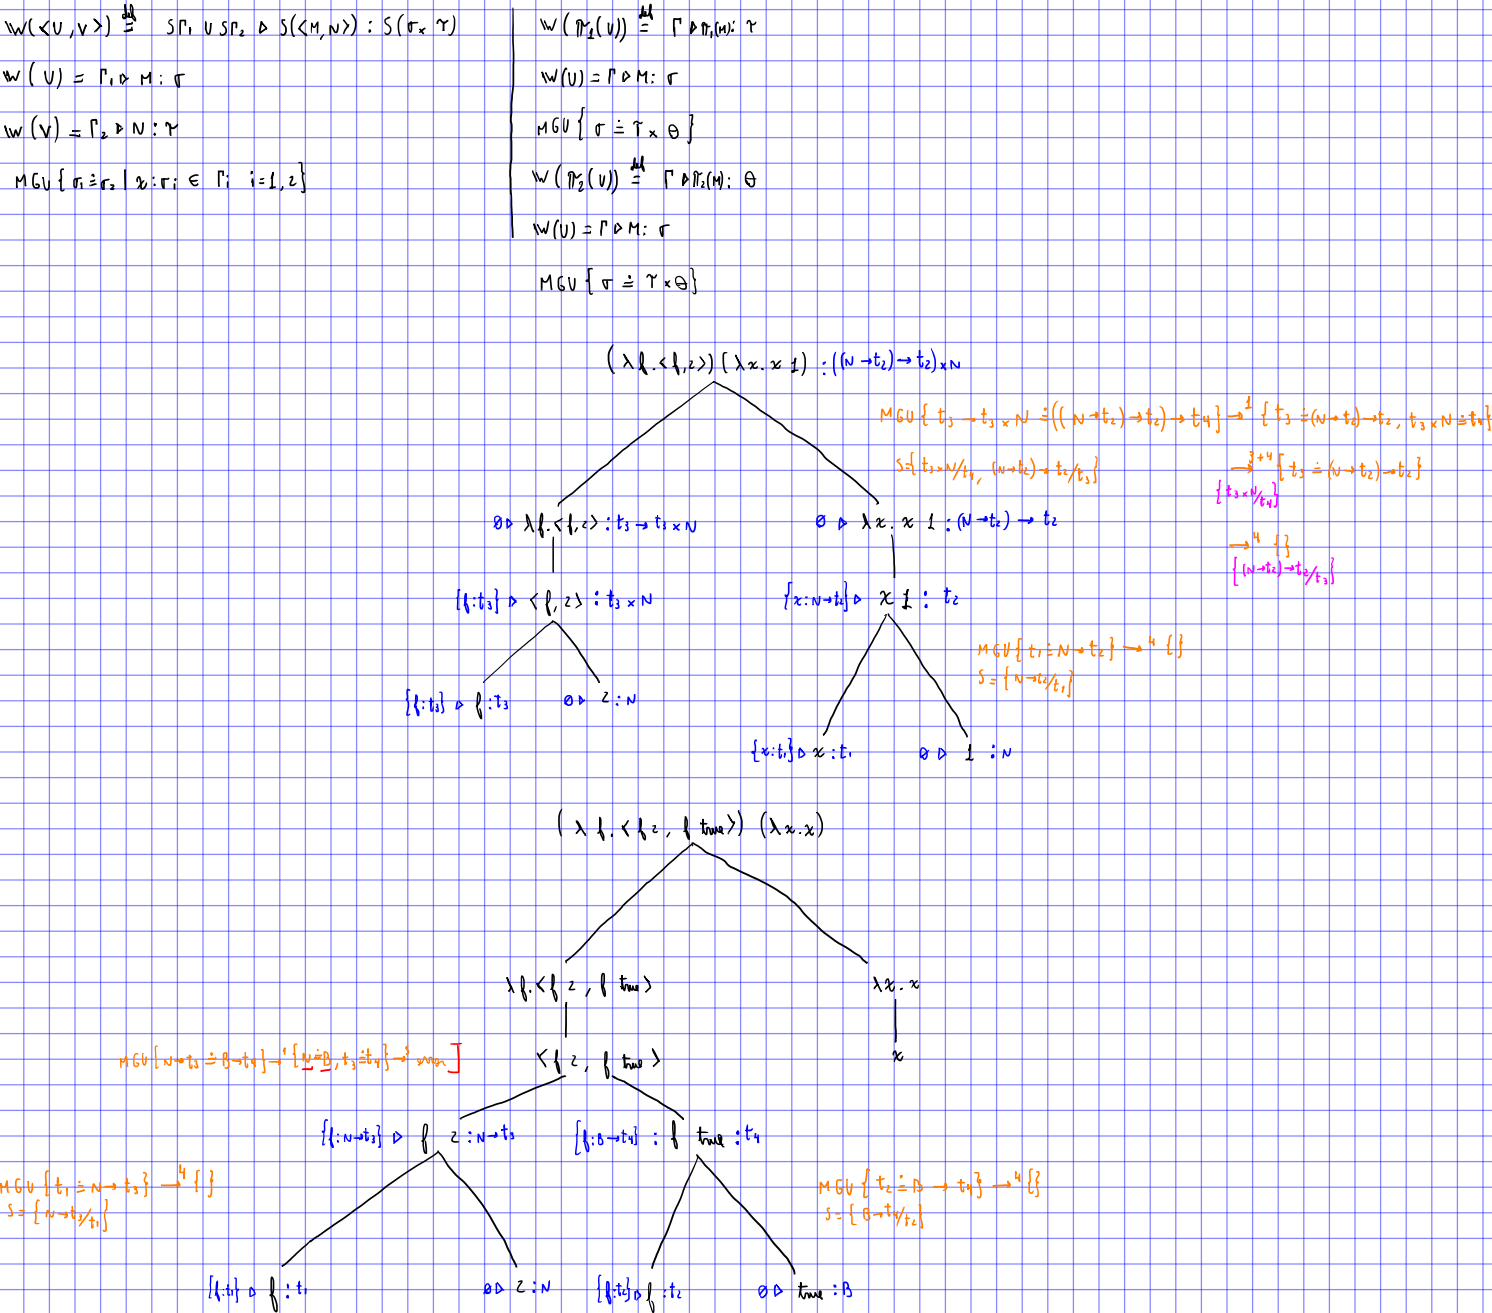 W(<U,V>) def= SΓ₁ ∪ SΓ₂ ▷ S(<M,N>) : S(σ × τ)
W(U) = Γ₁ ▷ M : σ
W(V) = Γ₂ ▷ N : τ
MGU{σ₁ ≐ σ₂ | x:σᵢ ∈ Γᵢ i=1,2}
W(π₁(U)) def= Γ ▷ π₁(M): τ
W(U) = Γ ▷ M: σ
MGU{σ ≐ τ × θ}
W(π₂(U)) def= Γ ▷ π₂(M): θ
W(U) = Γ ▷ M: σ
MGU{σ ≐ τ × θ}
(λf.<f,2>)(λx. x 1) : ((N→t₂)→t₂)×N
MGU{t₃ → t₃ × N ≐ ((N→t₂)→t₂)→t₄} →¹ {t₃ ≐ (N→t₂)→t₂, t₃×N ≐ t₄}
S={t₃×N/t₄, (N→t₂)→t₂/t₃}
→³⁺⁴ {t₃ ≐ (N→t₂)→t₂}
{t₃×N/t₄}
∅ ▷ λf.<f,2> : t₃ → t₃ × N
∅ ▷ λx. x 1 : (N→t₂) → t₂
→⁴ {}
{(N→t₂)→t₂/t₃}
{f:t₃} ▷ <f,2> : t₃ × N
{x:N→t₂} ▷ x 1 : t₂
MGU{t₁ ≐ N→t₂} →⁴ {}
S={N→t₂/t₁}
{f:t₃} ▷ f:t₃
∅ ▷ 2 : N
{x:t₁} ▷ x : t₁
∅ ▷ 1 : N
(λf.<f 2, f true>) (λx.x)
λf.<f 2, f true>
λx.x
MGU{N→t₃ ≐ B→t₄} →¹ {N≐B, t₃≐t₄} →⁵ error]
<f 2, f true>
x
{f:N→t₃} ▷ f 2 : N→t₃
{f:B→t₄} : f true : t₄
MGU{t₁ ≐ N→t₃} →⁴ {}
S={N→t₃/t₁}
MGU{t₂ ≐ B → t₄} →⁴ {}
S={B→t₄/t₂}
{f:t₁} ▷ f : t₁
∅ ▷ 2 : N
{f:t₂} ▷ f : t₂
∅ ▷ true : B